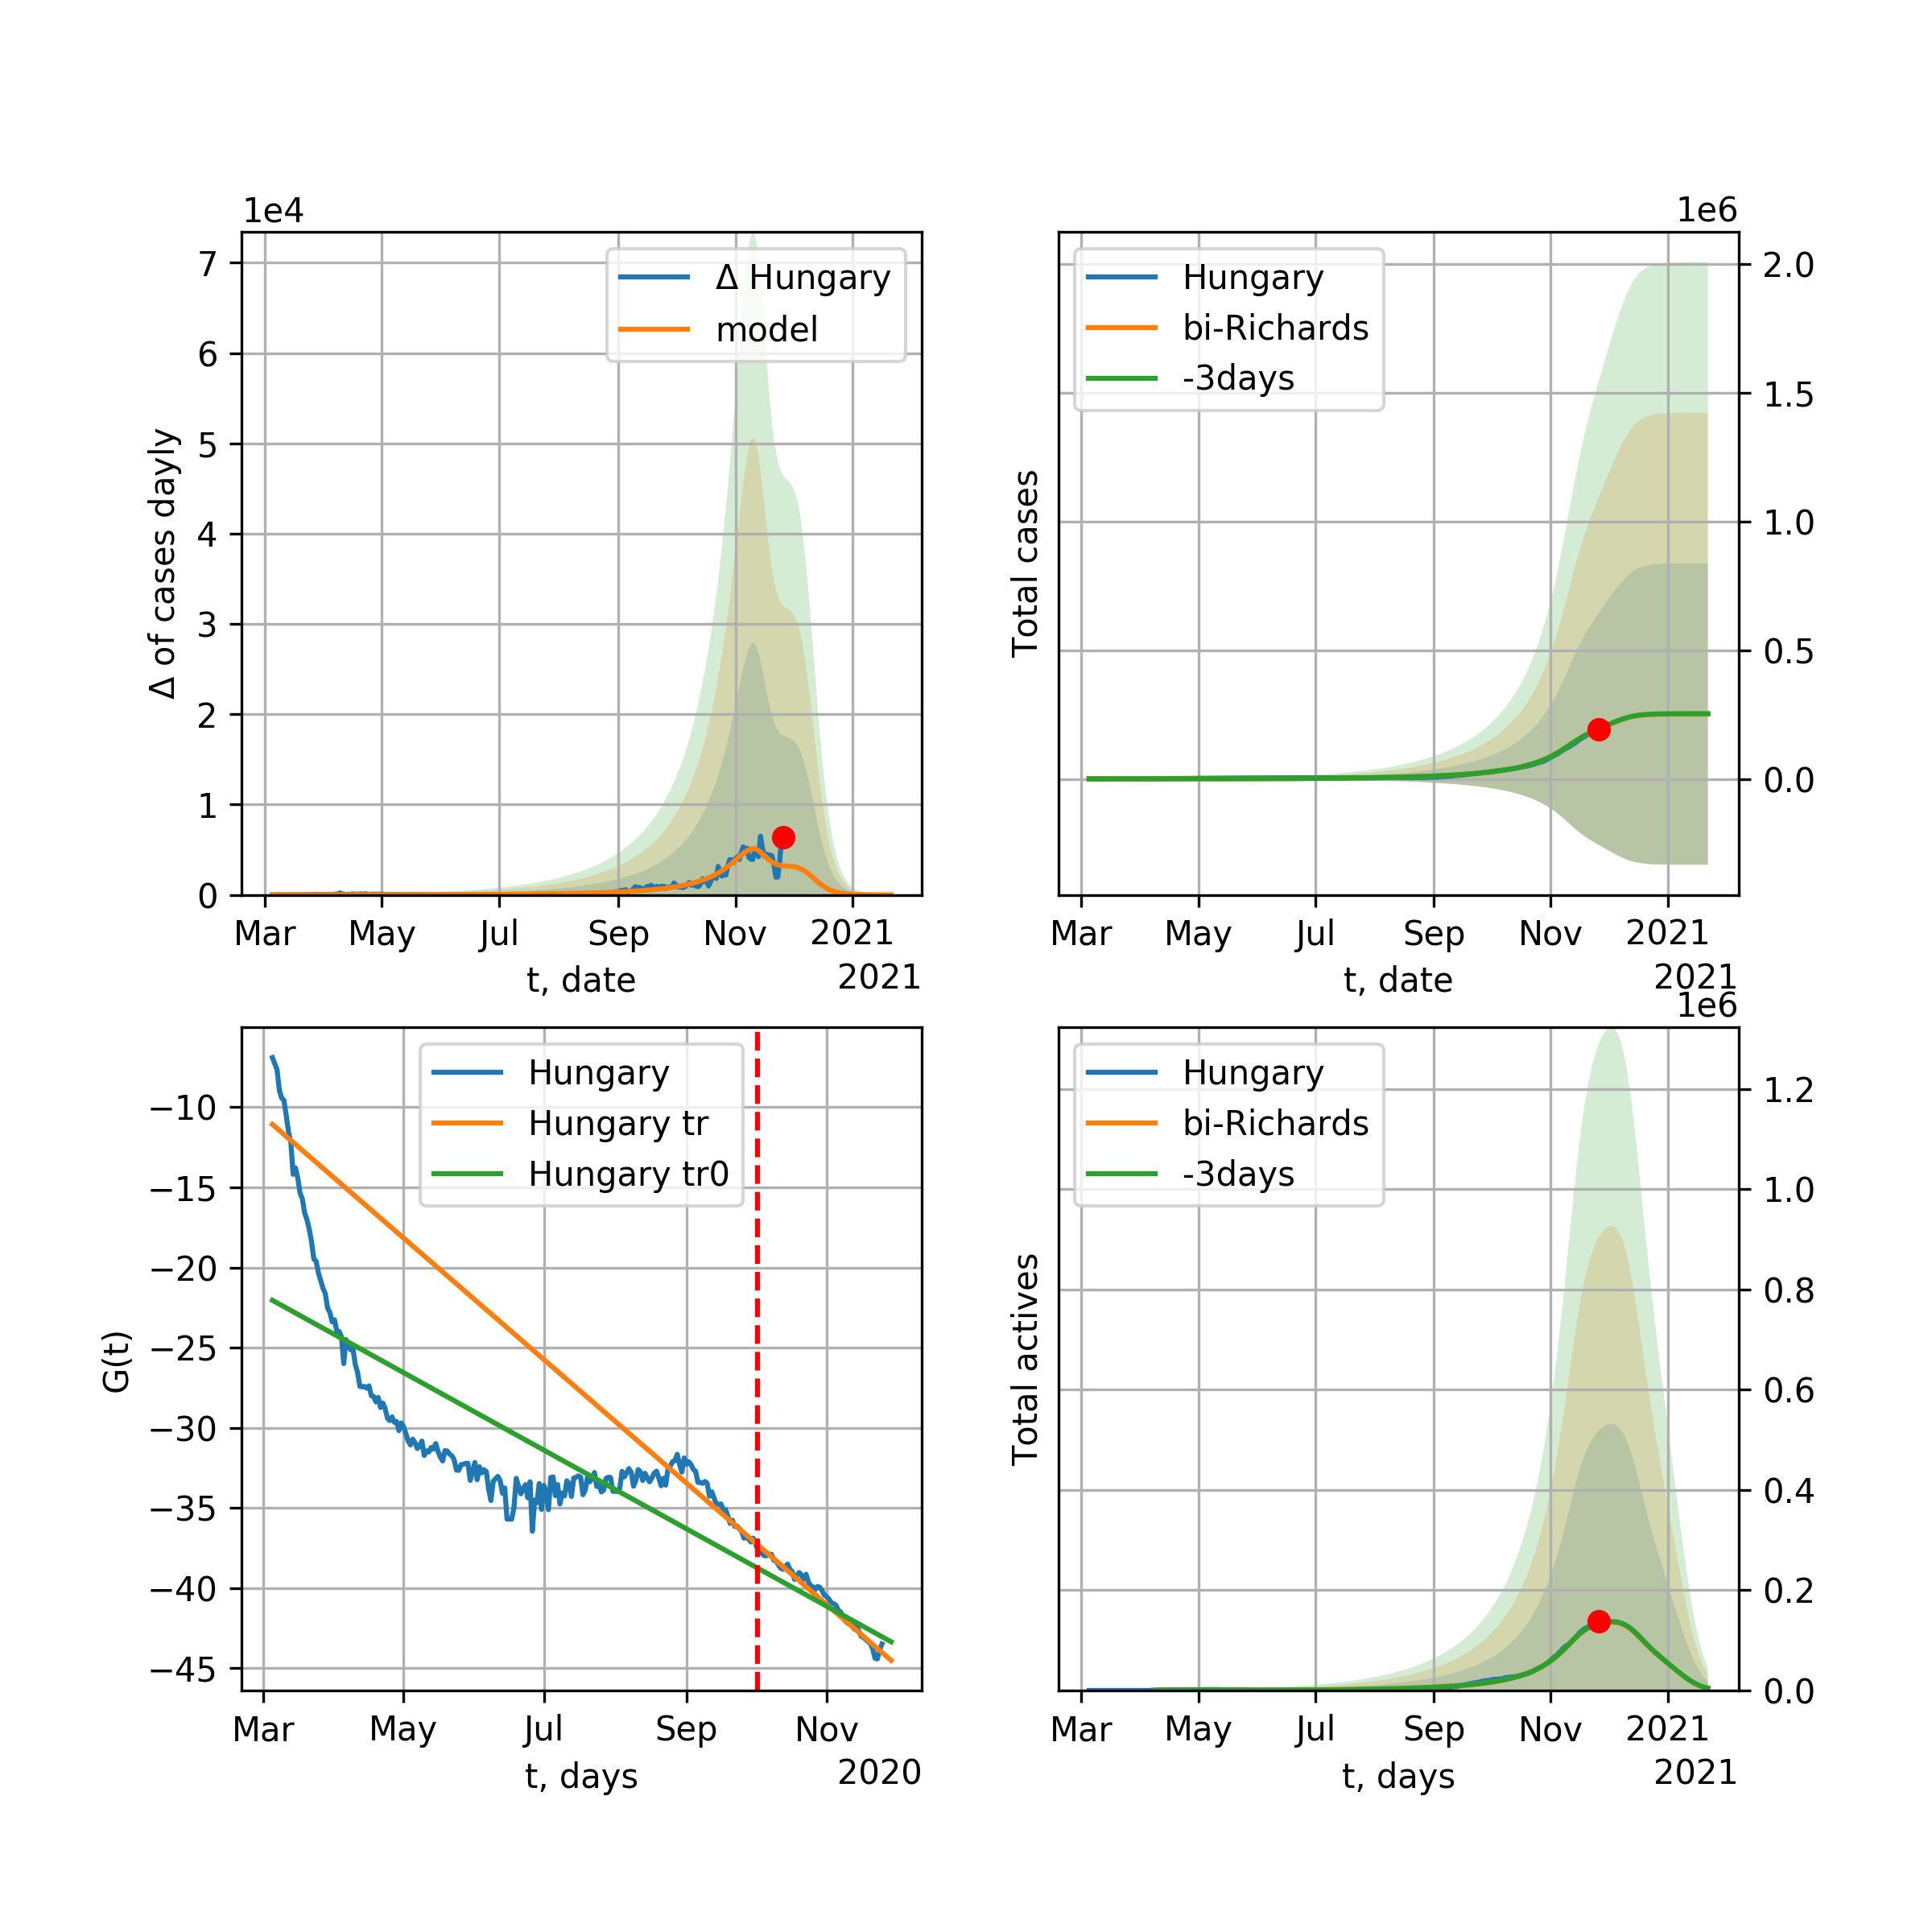 1e4
Δ of cases dayly
7
6
5
4
3
2
1
0
Δ Hungary
model
Mar May Jul Sep Nov 2021
t, date
2021
1e6
Total cases
Hungary
bi-Richards
-3days
2.0
1.5
1.0
0.5
0.0
Mar May Jul Sep Nov 2021
t, date
2021
G(t)
−10
−15
−20
−25
−30
−35
−40
−45
Hungary
Hungary tr
Hungary tr0
Mar May Jul Sep Nov
t, days
2020
1e6
Total actives
Hungary
bi-Richards
-3days
1.2
1.0
0.8
0.6
0.4
0.2
0.0
Mar May Jul Sep Nov 2021
t, days
2021